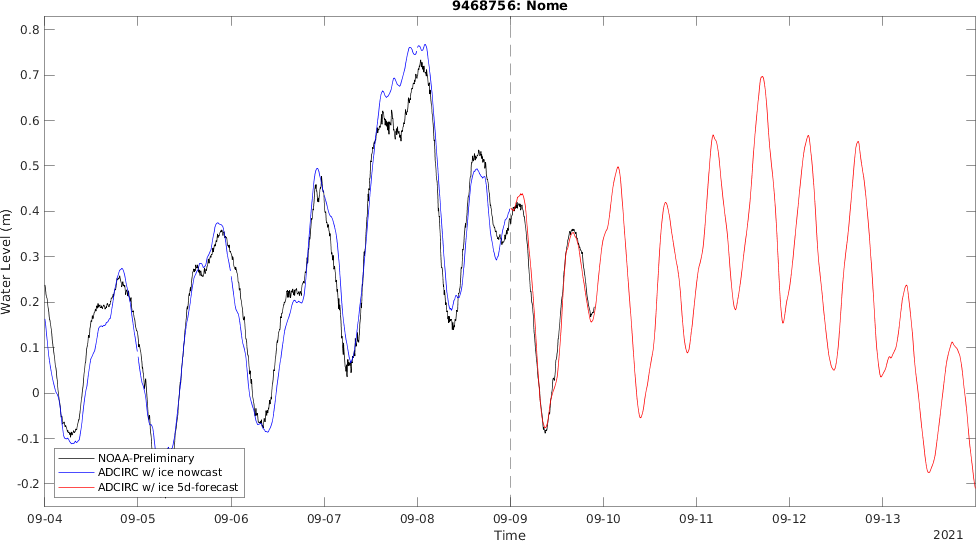 9468756: Nome
0.8
0.7
0.6
0.5
0.4
0.3
0.2
0.1
0
-0.1
-0.2
Water Level (m)
NOAA-Preliminary
ADCIRC w/ ice nowcast
ADCIRC w/ ice 5d-forecast
09-04 09-05 09-06 09-07 09-08 09-09 09-10 09-11 09-12 09-13
Time
2021